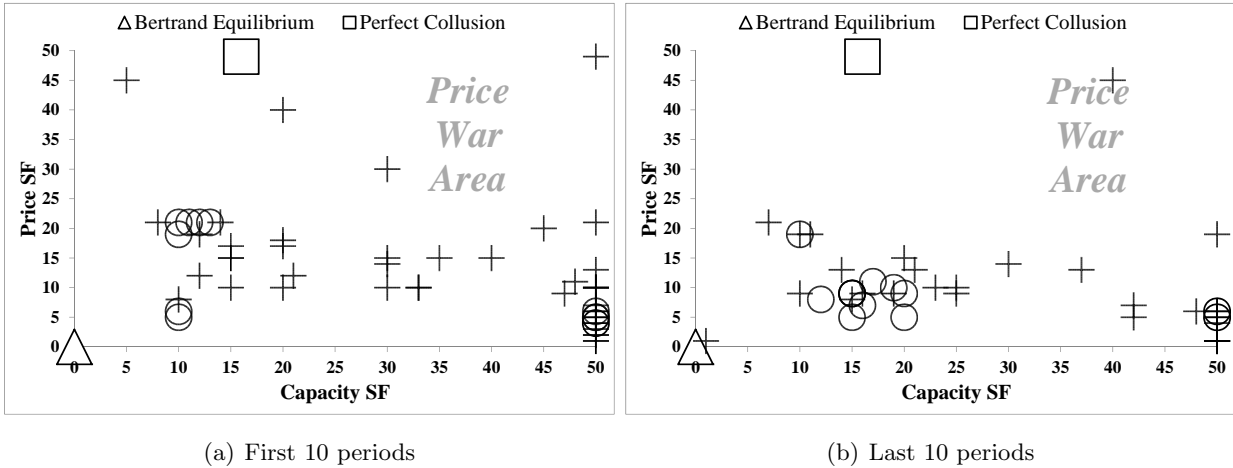 △ Bertrand Equilibrium □ Perfect Collusion
50
45
40
35
30
25
20
15
10
5
0
Price SF
Price
War
Area
0 5 10 15 20 25 30 35 40 45 50
Capacity SF
(a) First 10 periods
△ Bertrand Equilibrium □ Perfect Collusion
50
45
40
35
30
25
20
15
10
5
0
Price SF
Price
War
Area
0 5 10 15 20 25 30 35 40 45 50
Capacity SF
(b) Last 10 periods